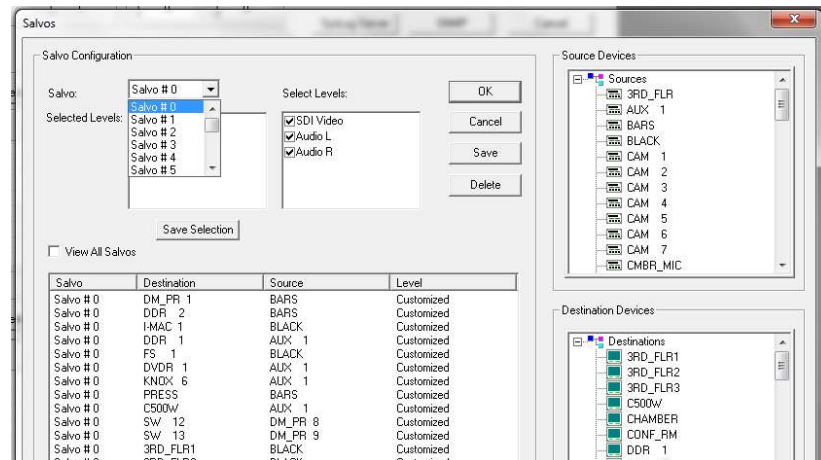 Salvos
Cancel
Salvo Configuration
Salvo:
Salvo # 0
Selected Levels:
Salvo # 0
Salvo # 1
Salvo # 2
Salvo # 3
Salvo # 4
Salvo # 5
Select Levels:
SDI Video
Audio L
Audio R
OK
Cancel
Save
Delete
Save Selection
View All Salvos
Salvo Destination Source Level
Salvo # 0 DM_PR 1 BARS Customized
Salvo # 0 DDR 2 BARS Customized
Salvo # 0 I-MAC 1 BLACK Customized
Salvo # 0 DDR 1 AUX 1 Customized
Salvo # 0 FS 1 BLACK Customized
Salvo # 0 DVDR 1 AUX 1 Customized
Salvo # 0 KNOX 6 AUX 1 Customized
Salvo # 0 PRESS BARS Customized
Salvo # 0 C500W AUX 1 Customized
Salvo # 0 SW 12 DM_PR 8 Customized
Salvo # 0 SW 13 DM_PR 9 Customized
Salvo # 0 3RD_FLR1 BLACK Customized
Source Devices
Sources
3RD_FLR
AUX 1
BARS
BLACK
CAM 1
CAM 2
CAM 3
CAM 4
CAM 5
CAM 6
CAM 7
CMBR_MIC
Destination Devices
Destinations
3RD_FLR1
3RD_FLR2
3RD_FLR3
C500W
CHAMBER
CONF_RM
DDR 1